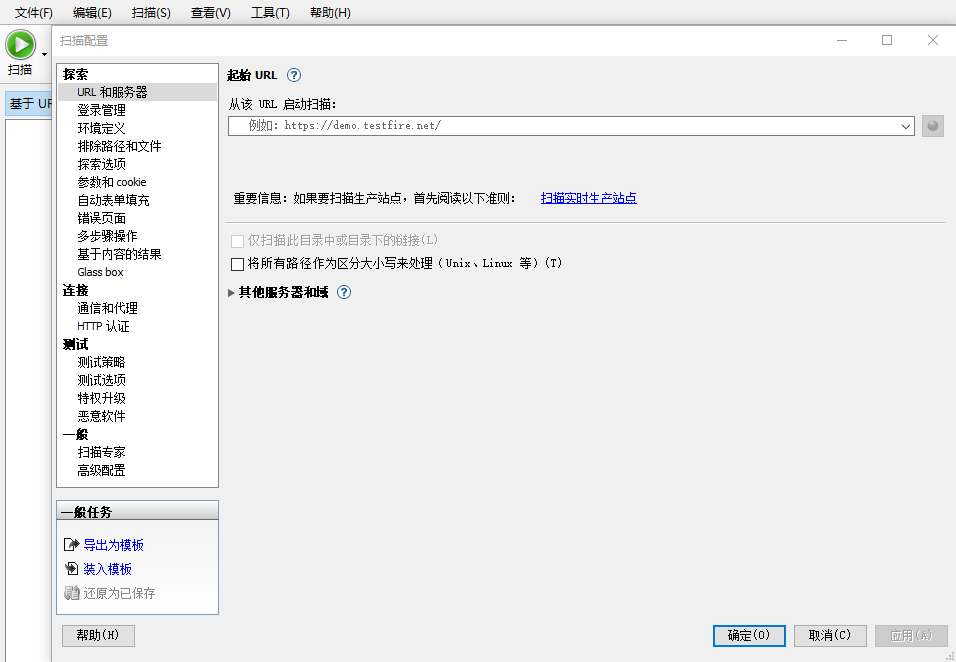 文件(F) 编辑(E) 扫描(S) 查看(V) 工具(T) 帮助(H)
扫描
基于 UR
扫描配置
探索
URL 和服务器
登录管理
环境定义
排除路径和文件
探索选项
参数和 cookie
自动表单填充
错误页面
多步骤操作
基于内容的结果
Glass box
连接
通信和代理
HTTP 认证
测试
测试策略
测试选项
特权升级
恶意软件
一般
扫描专家
高级配置
一般任务
导出为模板
装入模板
还原为已保存
帮助(H)
起始 URL ?
从该 URL 启动扫描:
例如: https://demo.testfire.net/
重要信息: 如果要扫描生产站点，首先阅读以下准则: 扫描实时生产站点
仅扫描此目录中或目录下的链接(L)
将所有路径作为区分大小写来处理（Unix、Linux 等）(T)
其他服务器和域 ?
确定(O) 取消(C) 应用(A)